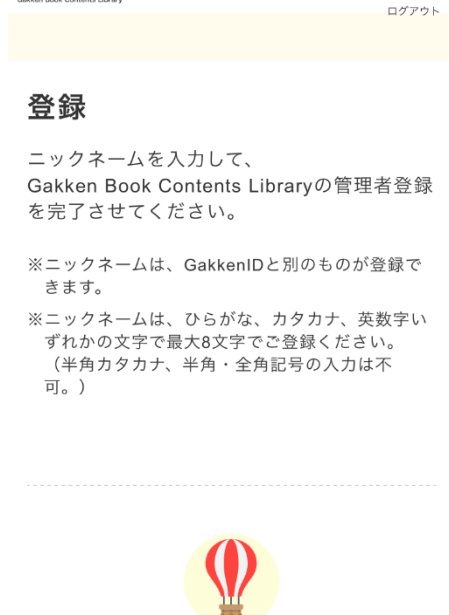 Gakken Book Contents Library
ログアウト
登録
ニックネームを入力して、
Gakken Book Contents Libraryの管理者登録
を完了させてください。
※ニックネームは、GakkenIDと別のものが登録で
きます。
※ニックネームは、ひらがな、カタカナ、英数字い
ずれかの文字で最大8文字でご登録ください。
（半角カタカナ、半角・全角記号の入力は不
可。）